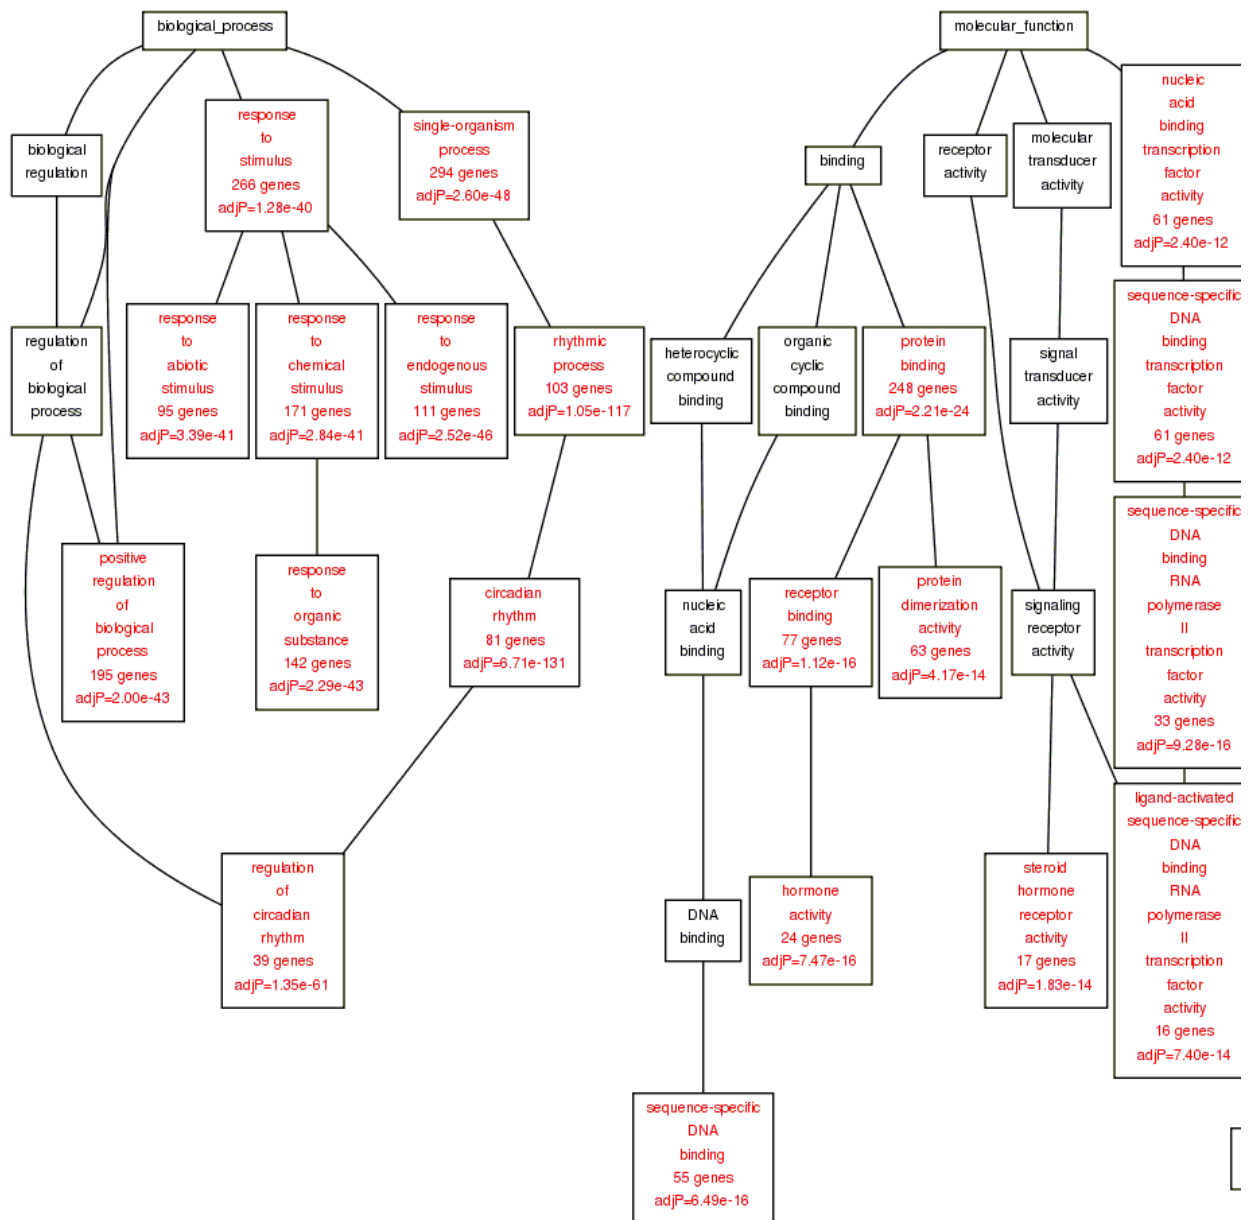 biological_process
biological
regulation
response
to
stimulus
266 genes
adjP=1.28e-40
single-organism
process
294 genes
adjP=2.60e-48
regulation
of
biological
process
response
to
abiotic
stimulus
95 genes
adjP=3.39e-41
response
to
chemical
stimulus
171 genes
adjP=2.84e-41
response
to
endogenous
stimulus
111 genes
adjP=2.52e-46
rhythmic
process
103 genes
adjP=1.05e-117
positive
regulation
of
biological
process
195 genes
adjP=2.00e-43
response
to
organic
substance
142 genes
adjP=2.29e-43
circadian
rhythm
81 genes
adjP=6.71e-131
regulation
of
circadian
rhythm
39 genes
adjP=1.35e-61
molecular_function
binding
receptor
activity
molecular
transducer
activity
nucleic
acid
binding
transcription
factor
activity
61 genes
adjP=2.40e-12
heterocyclic
compound
binding
organic
cyclic
compound
binding
protein
binding
248 genes
adjP=2.21e-24
signal
transducer
activity
sequence-specific
DNA
binding
transcription
factor
activity
61 genes
adjP=2.40e-12
nucleic
acid
binding
receptor
binding
77 genes
adjP=1.12e-16
protein
dimerization
activity
63 genes
adjP=4.17e-14
signaling
receptor
activity
sequence-specific
DNA
binding
RNA
polymerase
II
transcription
factor
activity
33 genes
adjP=9.28e-16
DNA
binding
hormone
activity
24 genes
adjP=7.47e-16
steroid
hormone
receptor
activity
17 genes
adjP=1.83e-14
ligand-activated
sequence-specific
DNA
binding
RNA
polymerase
II
transcription
factor
activity
16 genes
adjP=7.40e-14
sequence-specific
DNA
binding
55 genes
adjP=6.49e-16